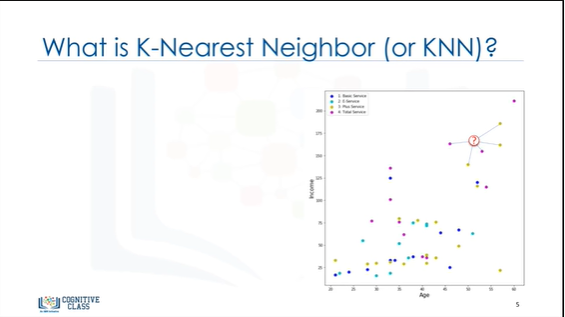 What is K-Nearest Neighbor (or KNN)?
1: Basic Service
2: E-Service
3: Plus Service
4: Total Service
200
175
150
125
100
75
50
25
Income
?
20
25
30
35
40
45
50
55
60
Age
COGNITIVE
CLASS
5